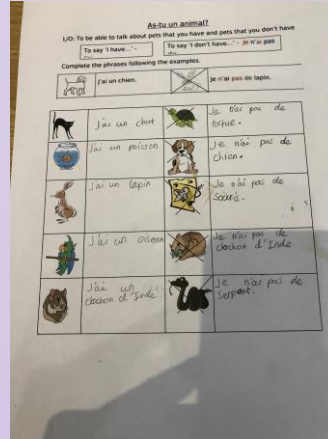 As-tu un animal?
L/O: To be able to talk about pets that you have and pets that you don't have
To say 'I have...' -
To say 'I don't have...' - je n'ai pas
Complete the phrases following the examples.
J'ai un chien.
Je n'ai pas de lapin.
J'ai un chat
Je n'ai pas de
tortue.
J'ai un poisson
Je n'ai pas de
chien.
J'ai un lapin
Je n'ai pas de
J'ai un oiseau
Je n'ai pas de
clochon d'Inde
J'ai un
clochon d'Inde.
Je n'ai pas de
serpent.